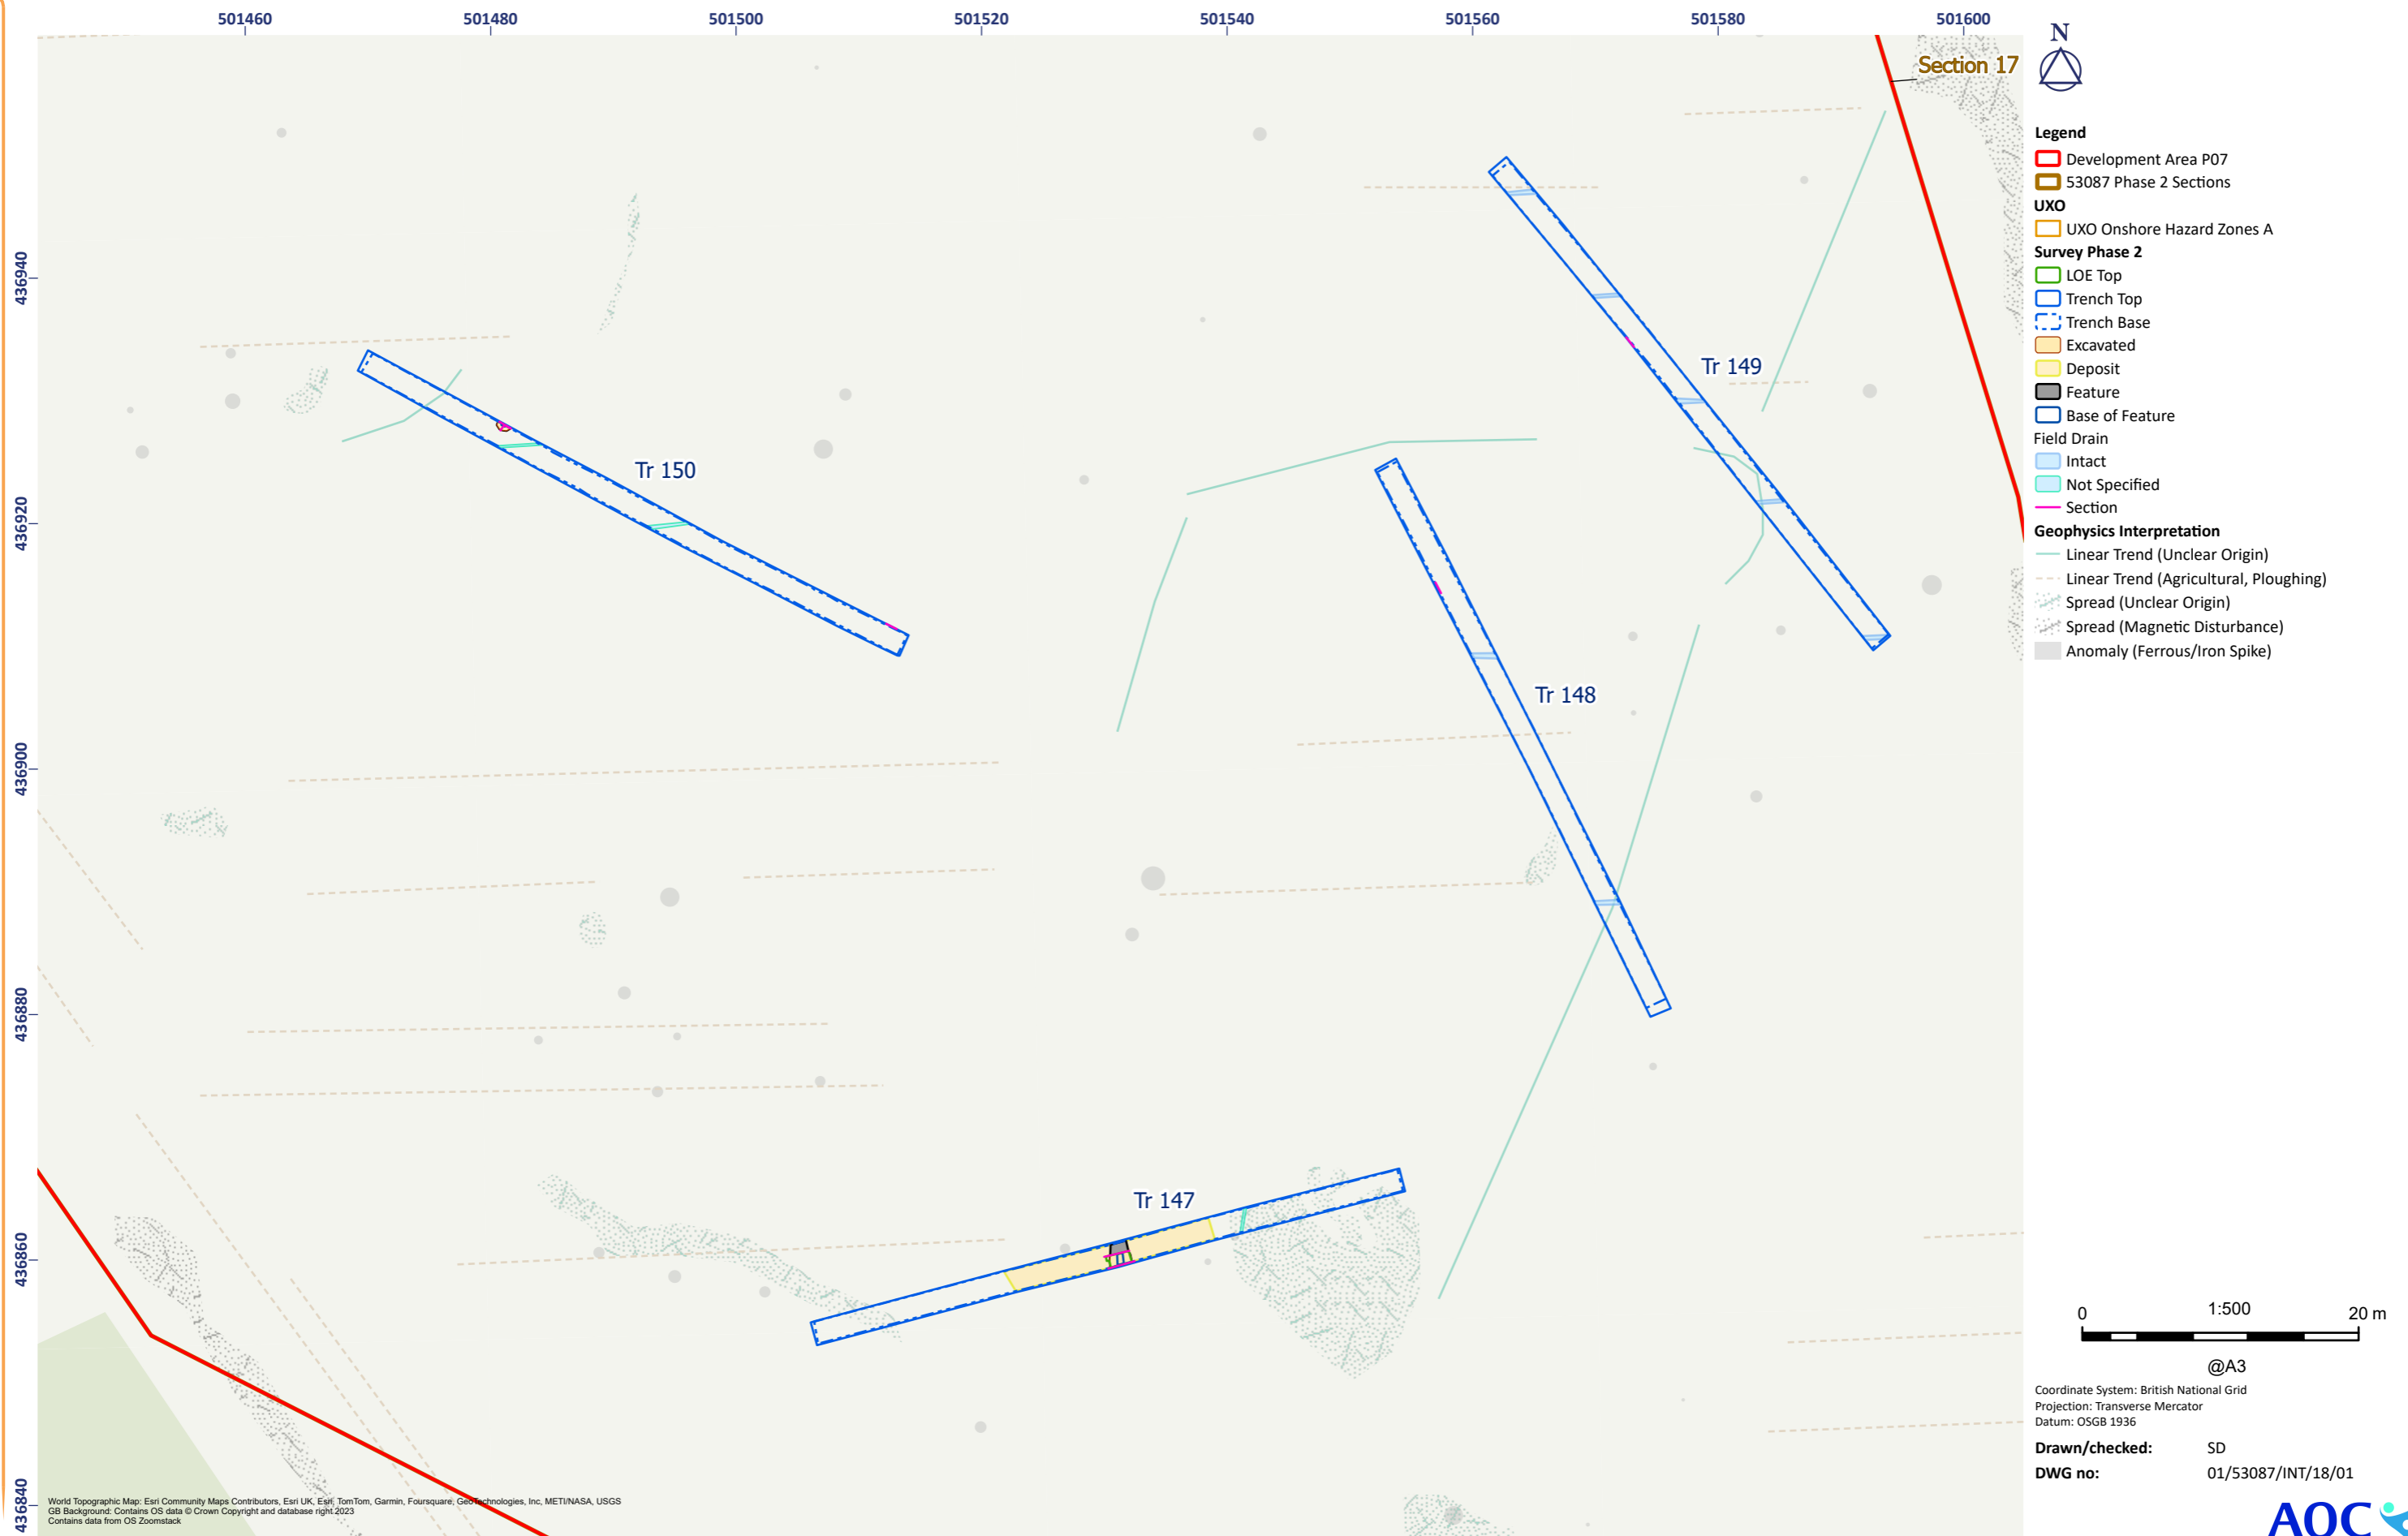 501460 501480 501500 501520 501540 501560 501580 501600
436940
436920
436900
436880
436860
436840
Section 17
Tr 149
Tr 150
Tr 148
Tr 147
World Topographic Map: Esri Community Maps Contributors, Esri UK, Esri, TomTom, Garmin, Foursquare, GeoTechnologies, Inc, METI/NASA, USGS
GB Background: Contains OS data © Crown Copyright and database right 2023
Contains data from OS Zoomstack
N
Legend
Development Area P07
53087 Phase 2 Sections
UXO
UXO Onshore Hazard Zones A
Survey Phase 2
LOE Top
Trench Top
Trench Base
Excavated
Deposit
Feature
Base of Feature
Field Drain
Intact
Not Specified
Section
Geophysics Interpretation
Linear Trend (Unclear Origin)
Linear Trend (Agricultural, Ploughing)
Spread (Unclear Origin)
Spread (Magnetic Disturbance)
Anomaly (Ferrous/Iron Spike)
0 1:500 20 m
@A3
Coordinate System: British National Grid
Projection: Transverse Mercator
Datum: OSGB 1936
Drawn/checked: SD
DWG no: 01/53087/INT/18/01
AOC